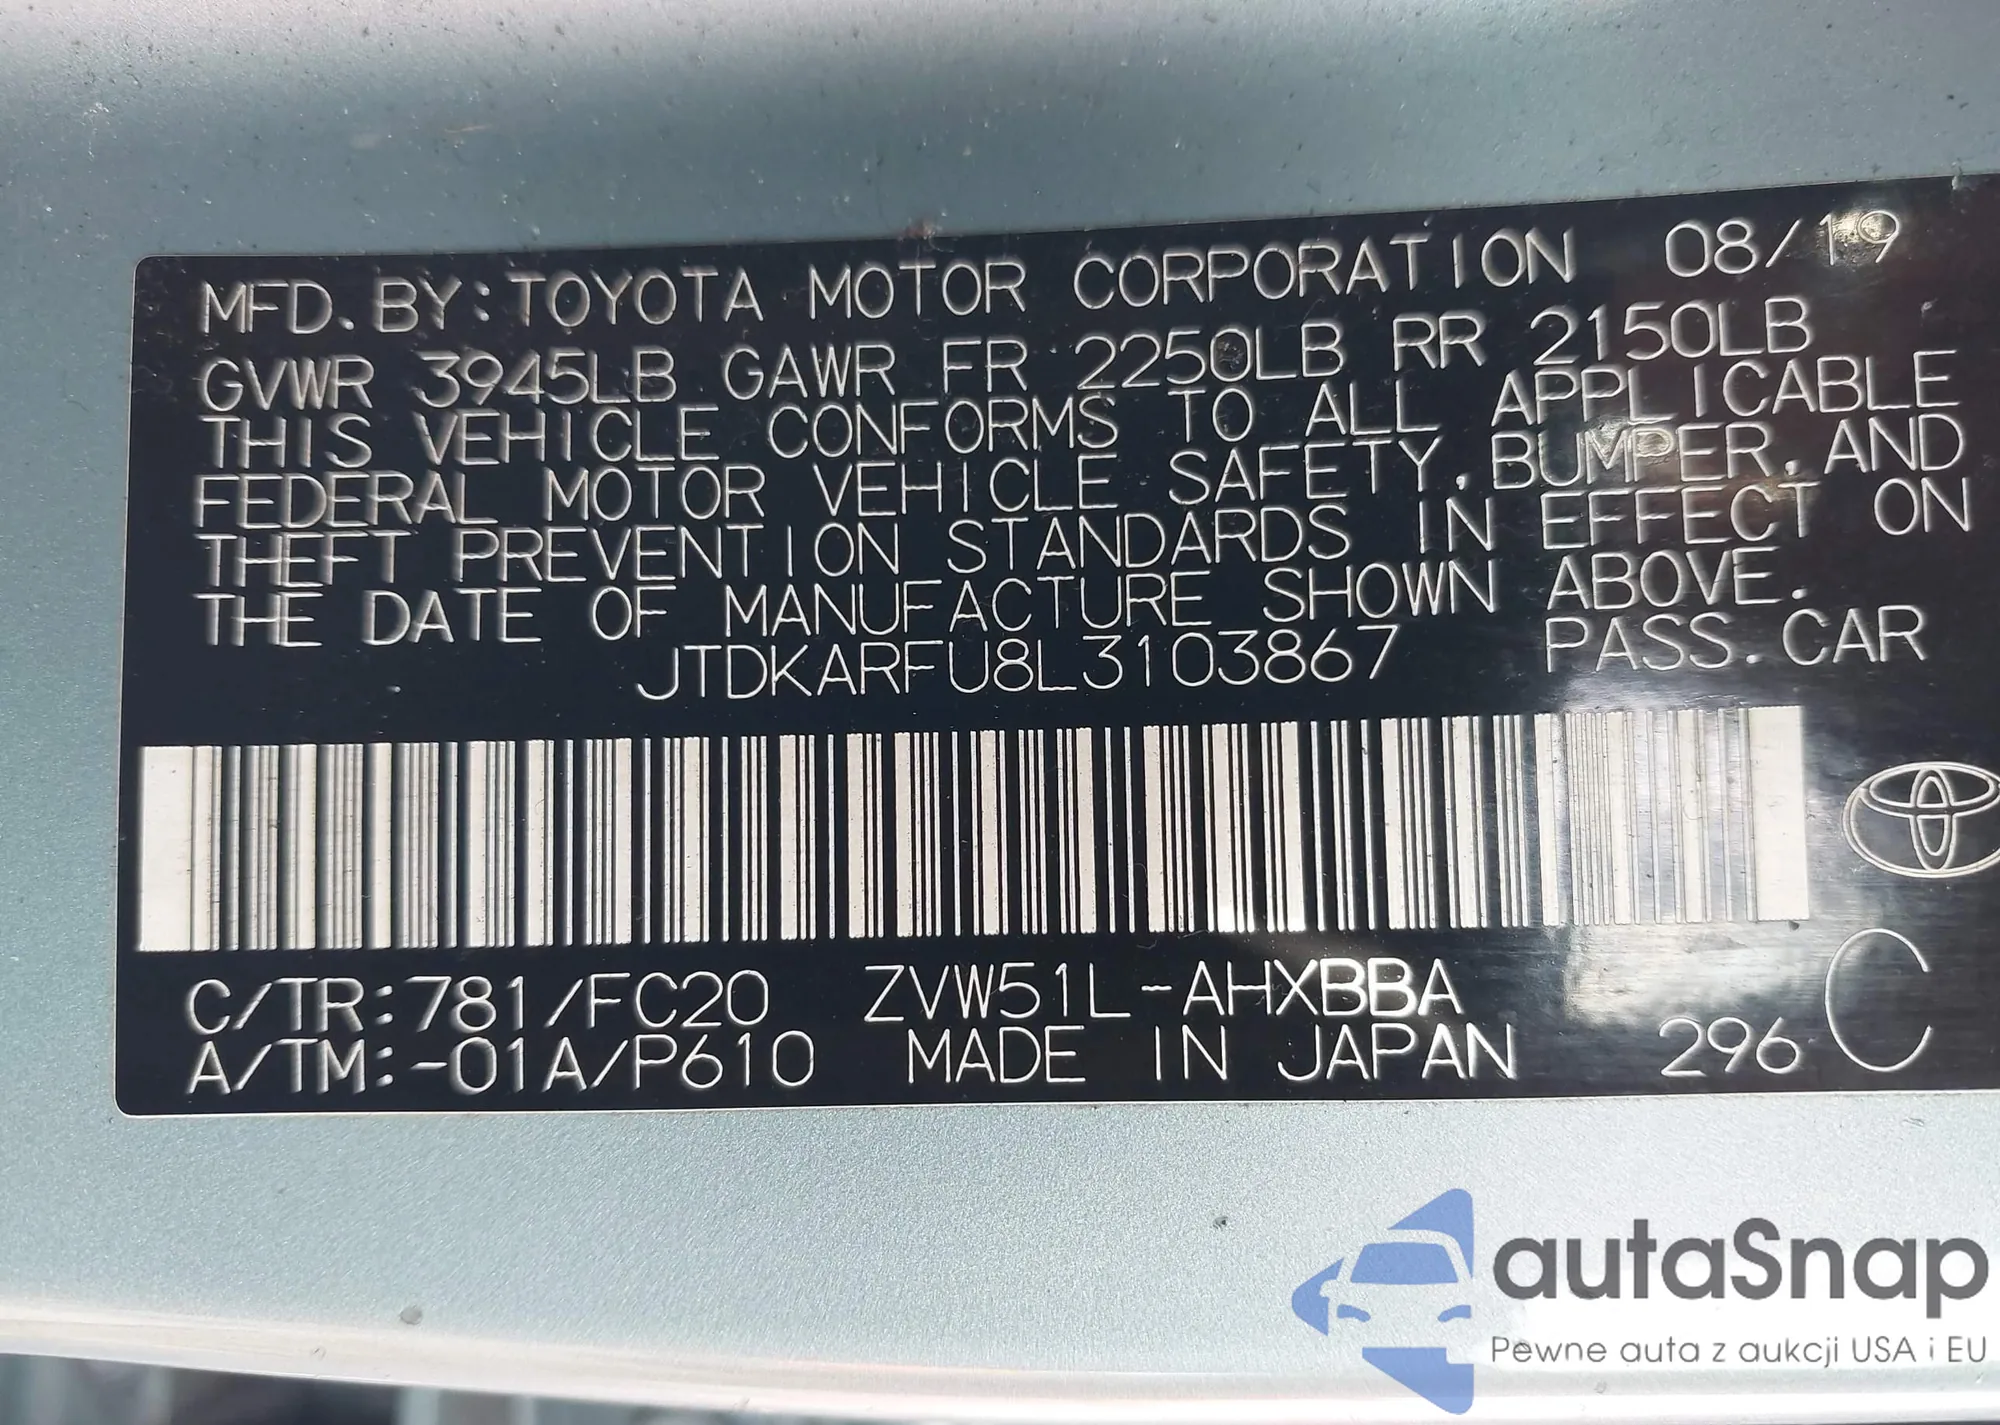 MFD. BY: TOYOTA MOTOR CORPORATION 08/19
GVWR 3945LB GAWR FR 2250LB RR 2150LB
THIS VEHICLE CONFORMS TO ALL APPLICABLE
FEDERAL MOTOR VEHICLE SAFETY, BUMPER, AND
THEFT PREVENTION STANDARDS IN EFFECT ON
THE DATE OF MANUFACTURE SHOWN ABOVE.
JTDKARFU8L3103867 PASS. CAR
C/TR: 781/FC20 ZVW51L-AHXBBA
A/TM: -01A/P610 MADE IN JAPAN 296 C
autaSnap
Pewne auta z aukcji USA i EU